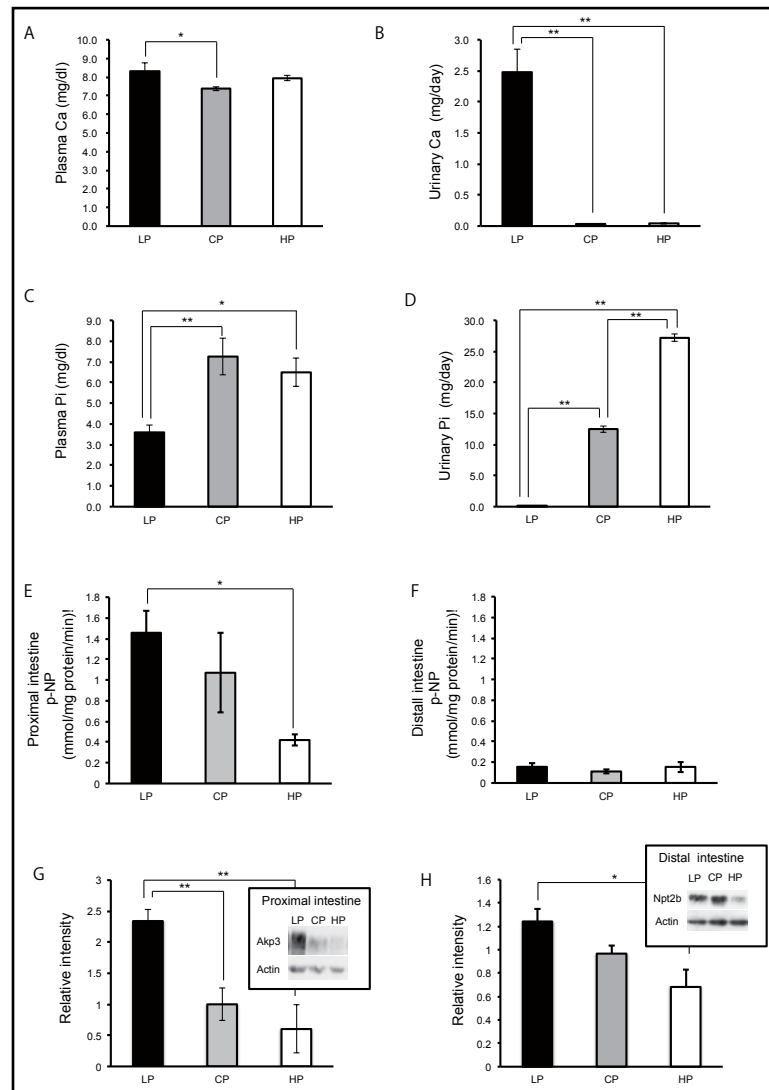 A
Plasma Ca (mg/dl)
10.0
9.0
8.0
7.0
6.0
5.0
4.0
3.0
2.0
1.0
0.0
*
LP CP HP
B
Urinary Ca (mg/day)
3.0
2.5
2.0
1.5
1.0
0.5
0.0
**
**
LP CP HP
C
Plasma Pi (mg/dl)
9.0
8.0
7.0
6.0
5.0
4.0
3.0
2.0
1.0
0.0
*
**
LP CP HP
D
Urinary Pi (mg/day)
30.0
25.0
20.0
15.0
10.0
5.0
0.0
**
**
**
LP CP HP
E
Proximal intestine
p-NP
(mmol/mg protein/min)!
1.8
1.6
1.4
1.2
1
0.8
0.6
0.4
0.2
0
*
LP CP HP
F
Distall intestine
p-NP
(mmol/mg protein/min)!
1.8
1.6
1.4
1.2
1
0.8
0.6
0.4
0.2
0
LP CP HP
G
Relative intensity
3
2.5
2
1.5
1
0.5
0
**
**
Proximal intestine
LP CP HP
Akp3
Actin
LP CP HP
H
Relative intensity
1.6
1.4
1.2
1
0.8
0.6
0.4
0.2
0
*
Distal intestine
LP CP HP
Npt2b
Actin
LP CP HP